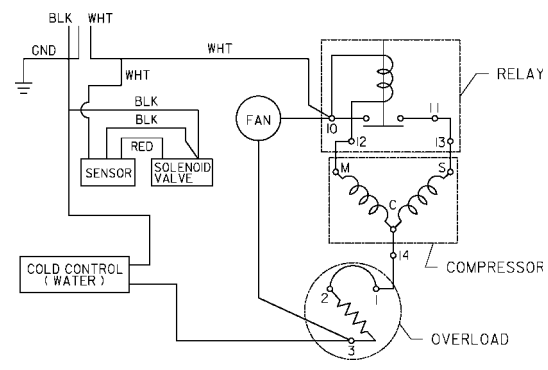 BLK WHT
GND
WHT
WHT
BLK
BLK
RED
SENSOR
SOLENOID
VALVE
FAN
10
11
12
13
RELAY
M
S
C
14
COMPRESSOR
COLD CONTROL
(WATER)
2
1
3
OVERLOAD